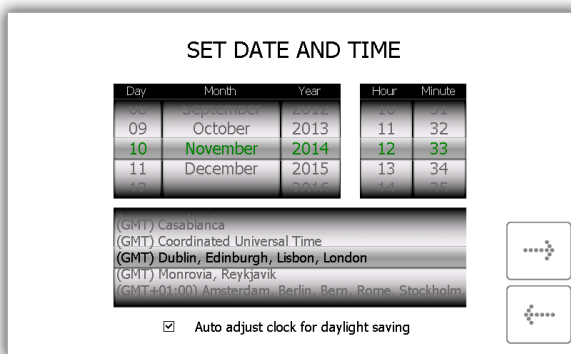 SET DATE AND TIME
Day Month Year Hour Minute
09 October 2013 11 32
10 November 2014 12 33
11 December 2015 13 34
(GMT) Casablanca
(GMT) Coordinated Universal Time
(GMT) Dublin, Edinburgh, Lisbon, London
(GMT) Monrovia, Reykjavik
(GMT+01:00) Amsterdam, Berlin, Bern, Rome, Stockholm,
Auto adjust clock for daylight saving